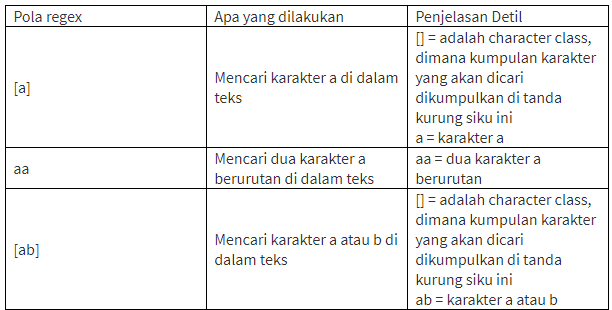 Pola regex
Apa yang dilakukan
Penjelasan Detil
[a]
Mencari karakter a di dalam
teks
[] = adalah character class,
dimana kumpulan karakter
yang akan dicari
dikumpulkan di tanda
kurung siku ini
a = karakter a
aa
Mencari dua karakter a
berurutan di dalam teks
aa = dua karakter a
berurutan
[ab]
Mencari karakter a atau b di
dalam teks
[] = adalah character class,
dimana kumpulan karakter
yang akan dicari
dikumpulkan di tanda
kurung siku ini
ab = karakter a atau b